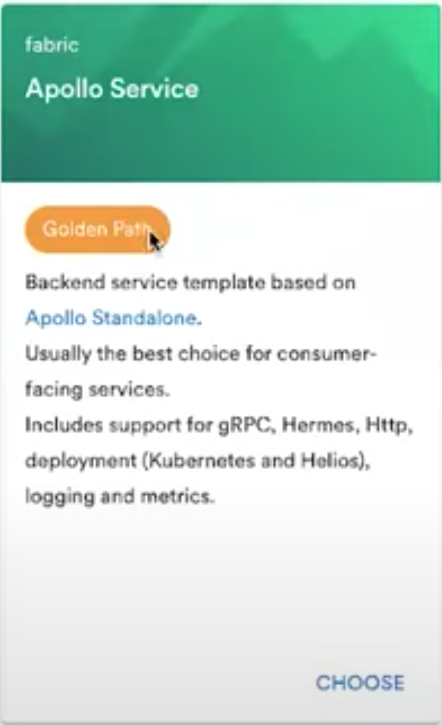 fabric
Apollo Service
Golden Path
Backend service template based on
Apollo Standalone.
Usually the best choice for consumer-
facing services.
Includes support for gRPC, Hermes, Http,
deployment (Kubernetes and Helios),
logging and metrics.
CHOOSE